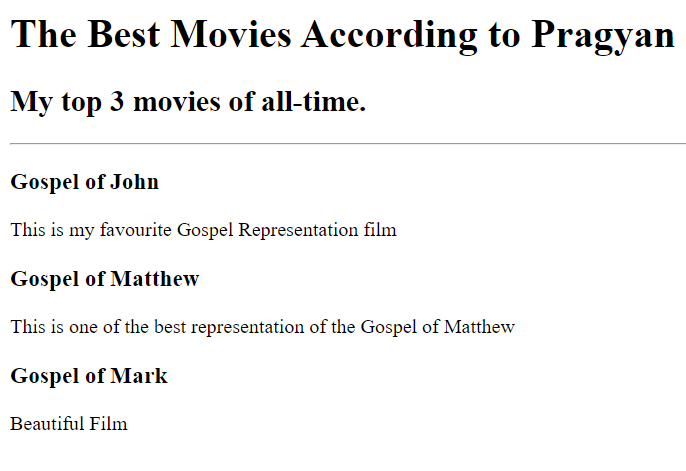 The Best Movies According to Pragyan
My top 3 movies of all-time.
Gospel of John
This is my favourite Gospel Representation film
Gospel of Matthew
This is one of the best representation of the Gospel of Matthew
Gospel of Mark
Beautiful Film